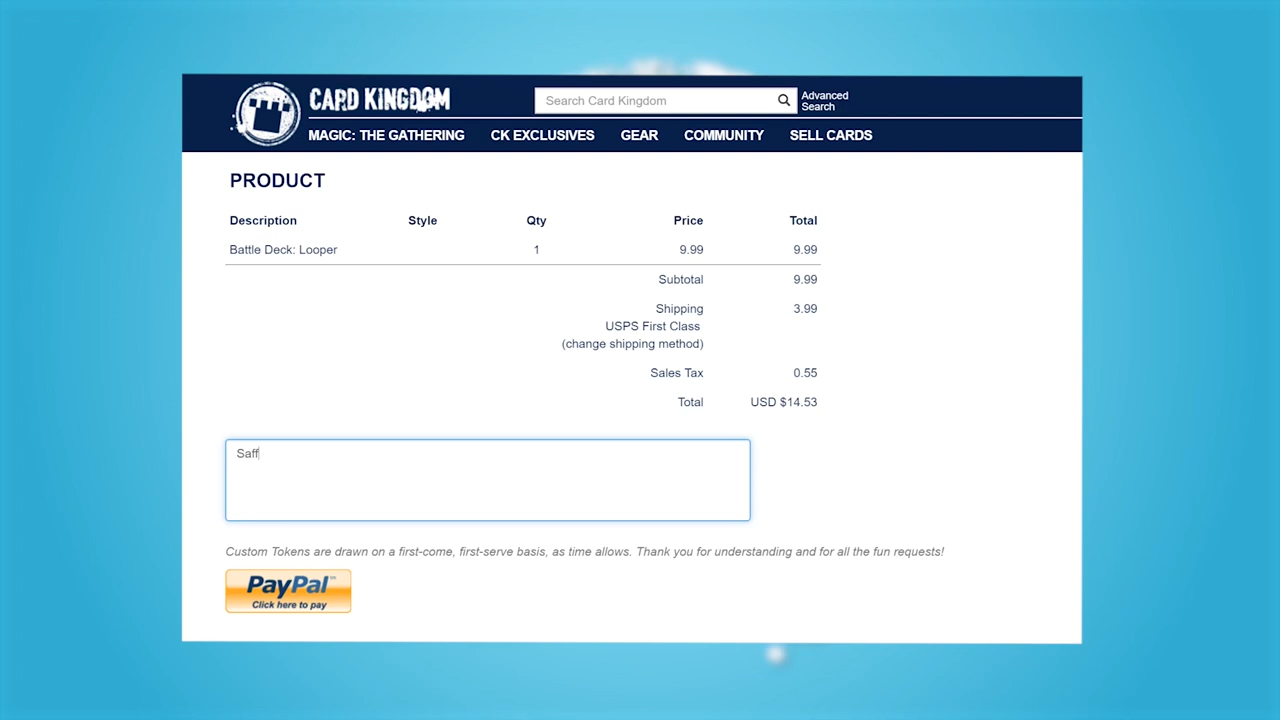 CARD KINGDOM
Search Card Kingdom
Advanced
Search
MAGIC: THE GATHERING CK EXCLUSIVES GEAR COMMUNITY SELL CARDS
PRODUCT
Description Style Qty Price Total
Battle Deck: Looper 1 9.99 9.99
Subtotal 9.99
Shipping 3.99
USPS First Class
(change shipping method)
Sales Tax 0.55
Total USD $14.53
Saff
Custom Tokens are drawn on a first-come, first-serve basis, as time allows. Thank you for understanding and for all the fun requests!
PayPal
Click here to pay